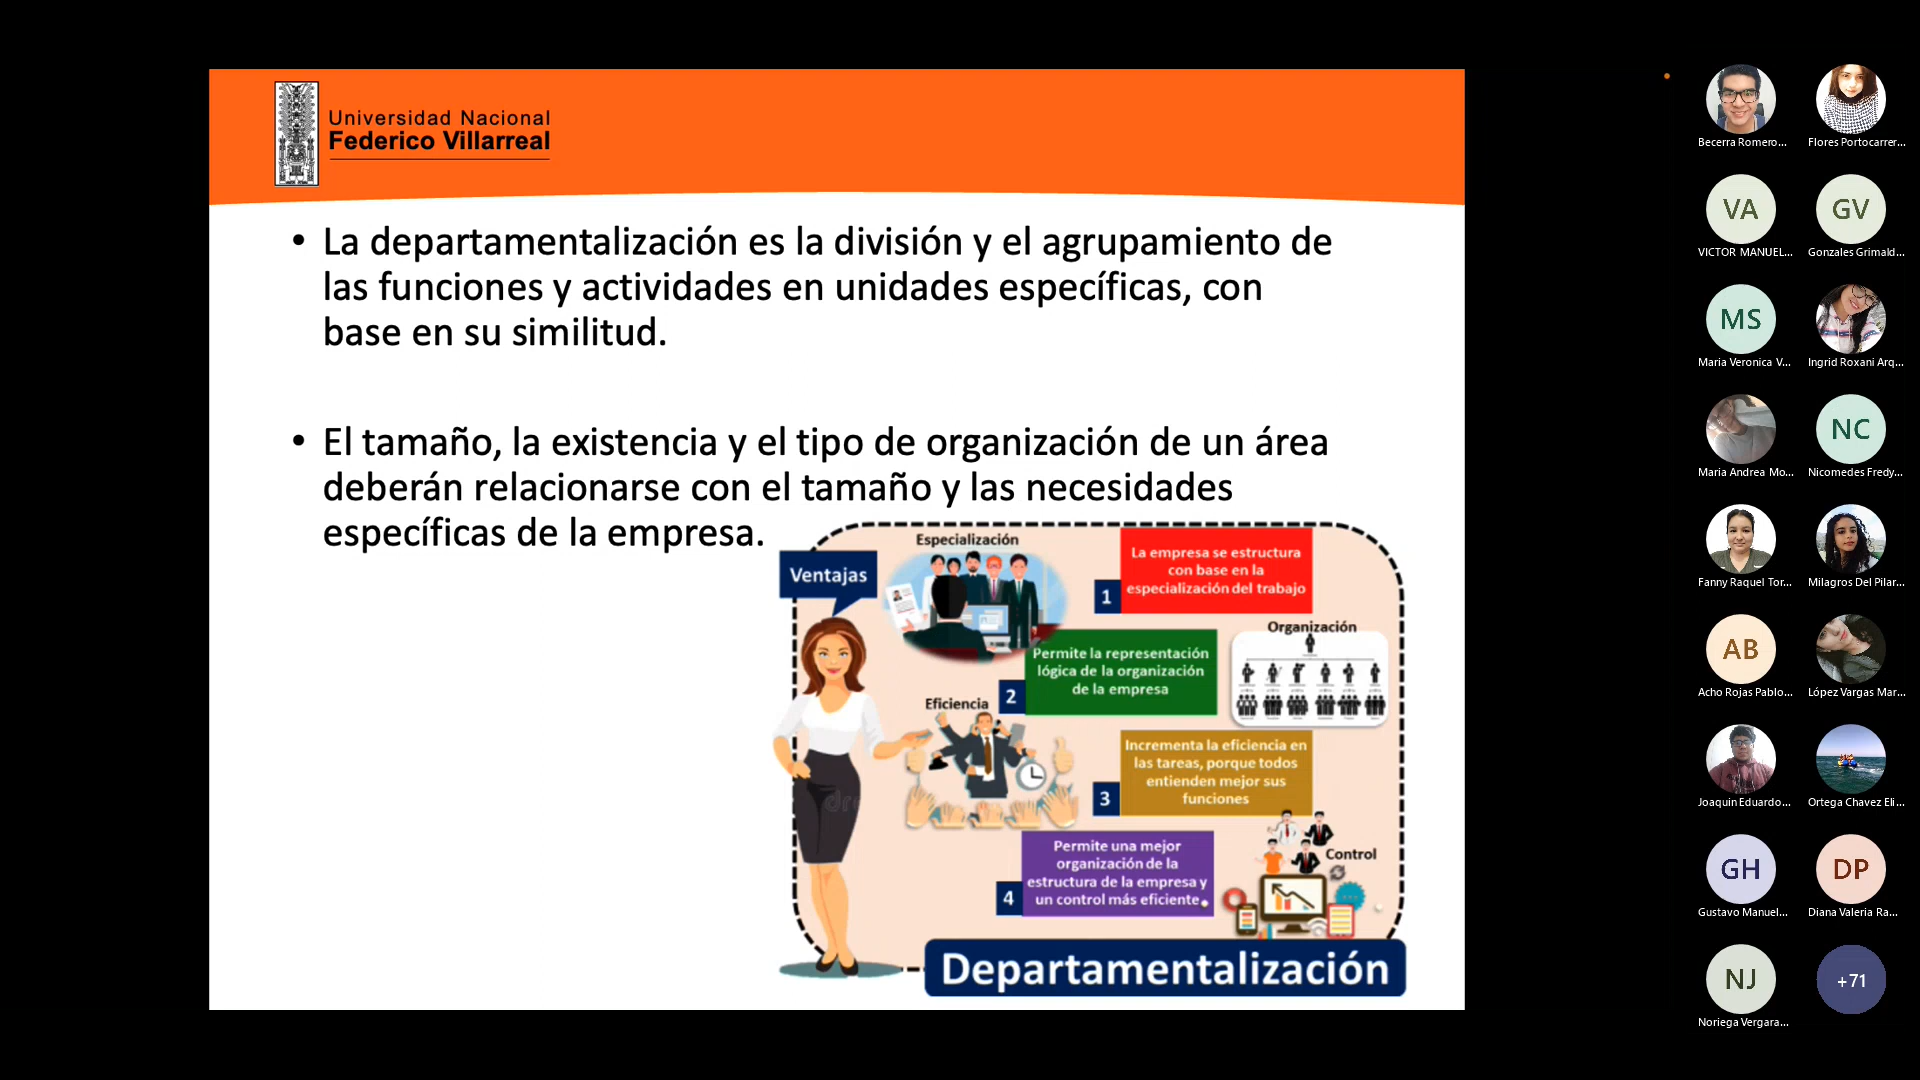 Universidad Nacional
Federico Villarreal
• La departamentalización es la división y el agrupamiento de
las funciones y actividades en unidades específicas, con
base en su similitud.
• El tamaño, la existencia y el tipo de organización de un área
deberán relacionarse con el tamaño y las necesidades
específicas de la empresa.
Ventajas
Especialización
1
La empresa se estructura
con base en la
especialización del trabajo
Organización
2
Permite la representación
lógica de la organización
de la empresa
Eficiencia
3
Incrementa la eficiencia en
las tareas, porque todos
entienden mejor sus
funciones
4
Permite una mejor
organización de la
estructura de la empresa y
un control más eficiente.
Control
Departamentalización
Becerra Romero...
Flores Portocarrer...
VA
VICTOR MANUEL...
GV
Gonzales Grimald...
MS
Maria Veronica V...
Ingrid Roxani Arq...
Maria Andrea Mo...
NC
Nicomedes Fredy...
Fanny Raquel Tor...
Milagros Del Pilar...
AB
Acho Rojas Pablo...
López Vargas Mar...
Joaquin Eduardo...
Ortega Chavez Eli...
GH
Gustavo Manuel...
DP
Diana Valeria Ra...
NJ
Noriega Vergara...
+71